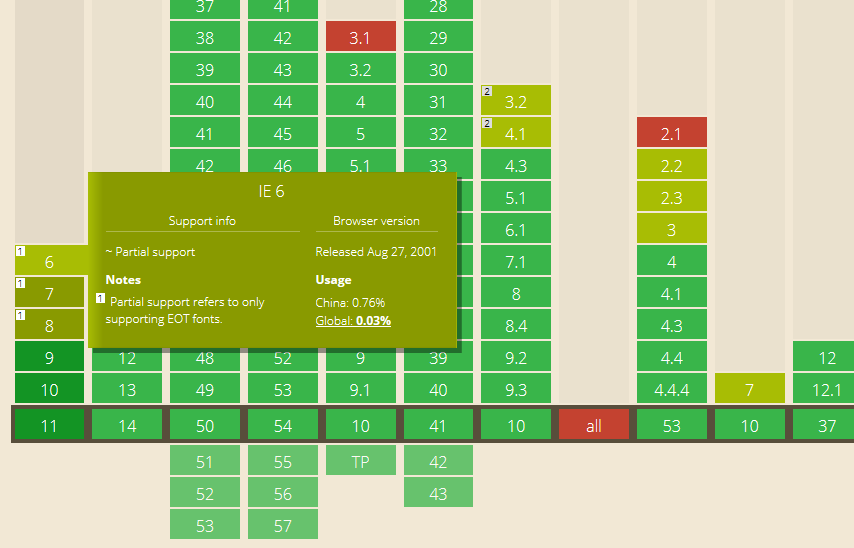 37 41 28
38 42 3.1 29
39 43 3.2 30
40 44 4 31 2 3.2
41 45 5 32 2 4.1 2.1
42 46 5.1 33 4.3 2.2
IE 6
Support info Browser version
~ Partial support Released Aug 27, 2001
Notes Usage
1 Partial support refers to only China: 0.76%
supporting EOT fonts. Global: 0.03%
5.1 2.3
6.1 3
1 6 7.1 4
1 7 8 4.1
1 8 8.4 4.3
9 12 48 52 9 39 9.2 4.4 12
10 13 49 53 9.1 40 9.3 4.4.4 7 12.1
11 14 50 54 10 41 10 all 53 10 37
51 55 TP 42
52 56 43
53 57